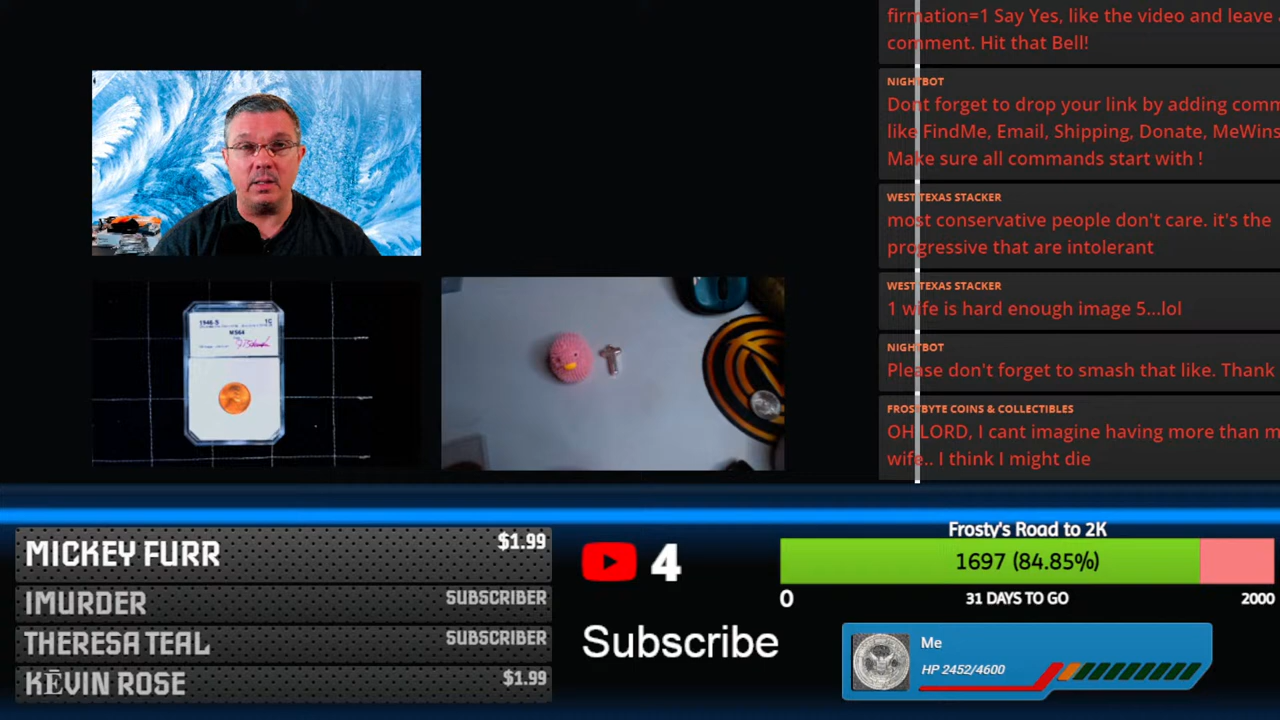 firmation=1 Say Yes, like the video and leave
comment. Hit that Bell!
NIGHTBOT
Dont forget to drop your link by adding comm
like FindMe, Email, Shipping, Donate, MeWins
Make sure all commands start with !
WEST TEXAS STACKER
most conservative people don't care. it's the
progressive that are intolerant
WEST TEXAS STACKER
1 wife is hard enough image 5...lol
NIGHTBOT
Please don't forget to smash that like. Thank
FROSTBYTE COINS & COLLECTIBLES
OH LORD, I cant imagine having more than m
wife.. I think I might die
1946-S 1C
MS64
MICKEY FURR $1.99
IMURDER SUBSCRIBER
THERESA TEAL SUBSCRIBER
KEVIN ROSE $1.99
4
Subscribe
Frosty's Road to 2K
1697 (84.85%)
0 31 DAYS TO GO 2000
Me
HP 2452/4600